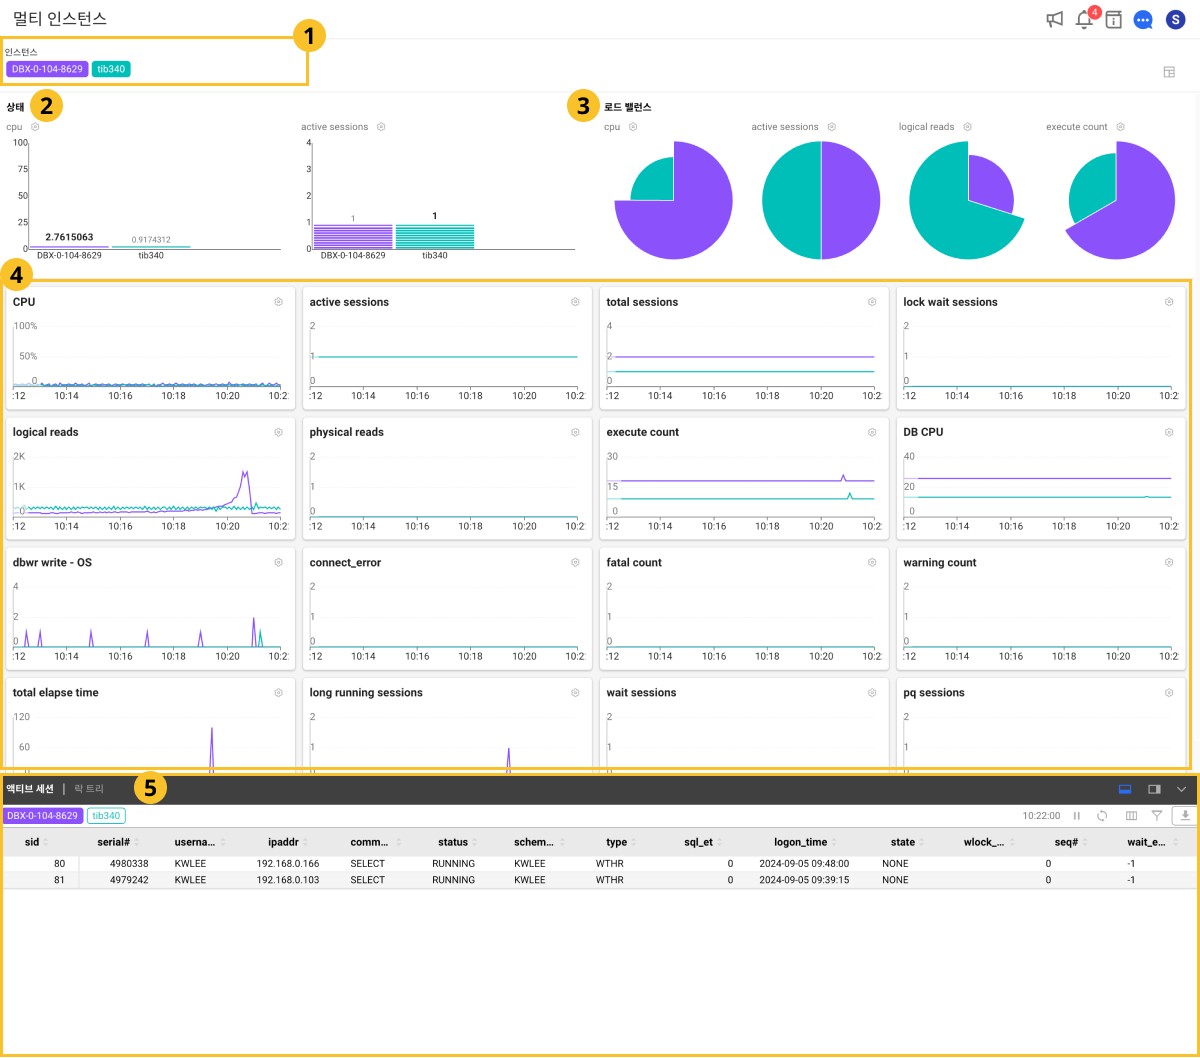 멀티 인스턴스
4
S
1
인스턴스
DBX-0-104-8629 tib340
상태 2 3 로드 밸런스
cpu active sessions cpu active sessions logical reads execute count
100
75
50
25
0
2.7615063 0.9174312
DBX-0-104-8629 tib340
4
3
2
1
0
1 1
DBX-0-104-8629 tib340
4
CPU
100%
50%
0
:12 10:14 10:16 10:18 10:20 10:2
active sessions
2
1
0
:12 10:14 10:16 10:18 10:20 10:2
total sessions
4
2
0
:12 10:14 10:16 10:18 10:20 10:2
lock wait sessions
2
1
0
:12 10:14 10:16 10:18 10:20 10:2
logical reads
2K
1K
0
:12 10:14 10:16 10:18 10:20 10:2
physical reads
2
1
0
:12 10:14 10:16 10:18 10:20 10:2
execute count
30
15
0
:12 10:14 10:16 10:18 10:20 10:2
DB CPU
40
20
0
:12 10:14 10:16 10:18 10:20 10:2
dbwr write - OS
4
2
0
:12 10:14 10:16 10:18 10:20 10:2
connect_error
2
1
0
:12 10:14 10:16 10:18 10:20 10:2
fatal count
2
1
0
:12 10:14 10:16 10:18 10:20 10:2
warning count
2
1
0
:12 10:14 10:16 10:18 10:20 10:2
total elapse time
120
60
long running sessions
2
1
wait sessions
2
1
pq sessions
2
1
액티브 세션 | 락 트리 5
DBX-0-104-8629 tib340 10:22:00
sid serial# userna... ipaddr comm... status schem... type sql_et logon_time state wlock_... seq# wait_e...
80 4980338 KWLEE 192.168.0.166 SELECT RUNNING KWLEE WTHR 0 2024-09-05 09:48:00 NONE 0 -1
81 4979242 KWLEE 192.168.0.103 SELECT RUNNING KWLEE WTHR 0 2024-09-05 09:39:15 NONE 0 -1